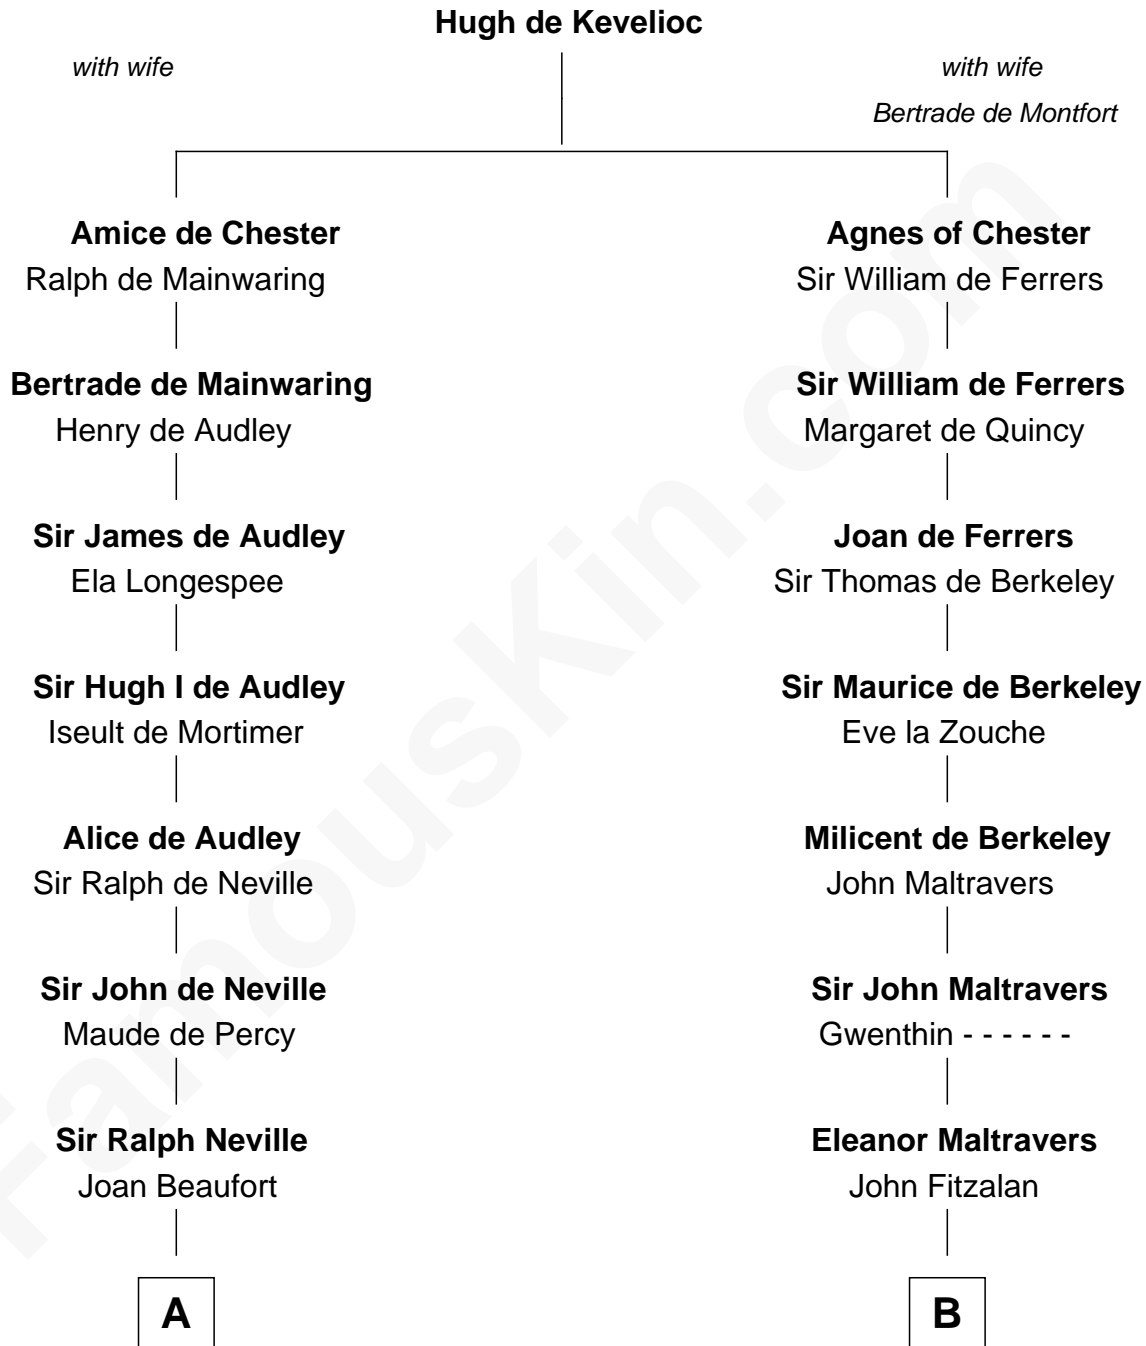 Hugh de Kevelioc
with wife
with wife
Bertrade de Montfort
Amice de Chester
Ralph de Mainwaring
Agnes of Chester
Sir William de Ferrers
Bertrade de Mainwaring
Henry de Audley
Sir William de Ferrers
Margaret de Quincy
Sir James de Audley
Ela Longespee
Joan de Ferrers
Sir Thomas de Berkeley
Sir Hugh I de Audley
Iseult de Mortimer
Sir Maurice de Berkeley
Eve la Zouche
Alice de Audley
Sir Ralph de Neville
Milicent de Berkeley
John Maltravers
Sir John de Neville
Maude de Percy
Sir John Maltravers
Gwenthin - - - - - -
Sir Ralph Neville
Joan Beaufort
Eleanor Maltravers
John Fitzalan
A
B
FamousKin.com